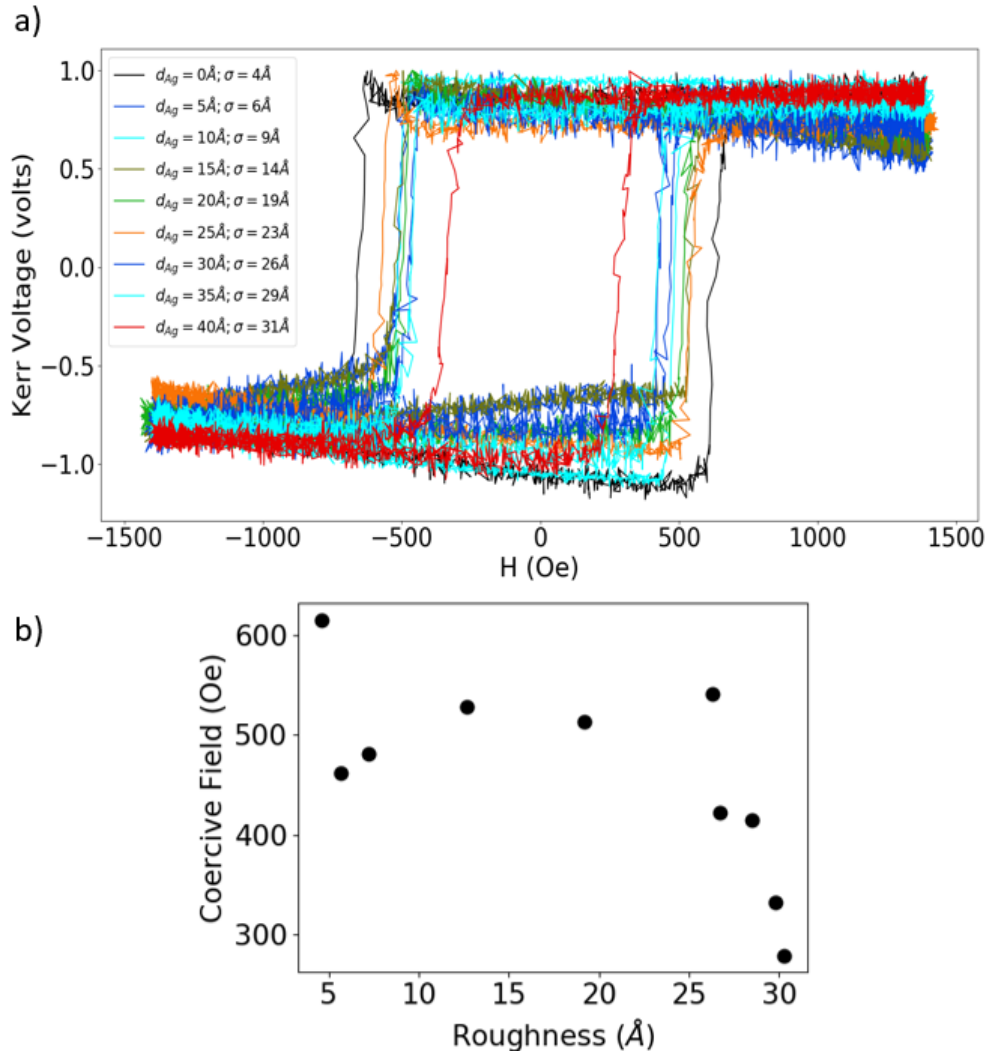 a)
d_Ag = 0Å; σ = 4Å
d_Ag = 5Å; σ = 6Å
d_Ag = 10Å; σ = 9Å
d_Ag = 15Å; σ = 14Å
d_Ag = 20Å; σ = 19Å
d_Ag = 25Å; σ = 23Å
d_Ag = 30Å; σ = 26Å
d_Ag = 35Å; σ = 29Å
d_Ag = 40Å; σ = 31Å
Kerr Voltage (volts)
1.0
0.5
0.0
−0.5
−1.0
−1500 −1000 −500 0 500 1000 1500
H (Oe)
b)
Coercive Field (Oe)
600
500
400
300
5 10 15 20 25 30
Roughness (Å)